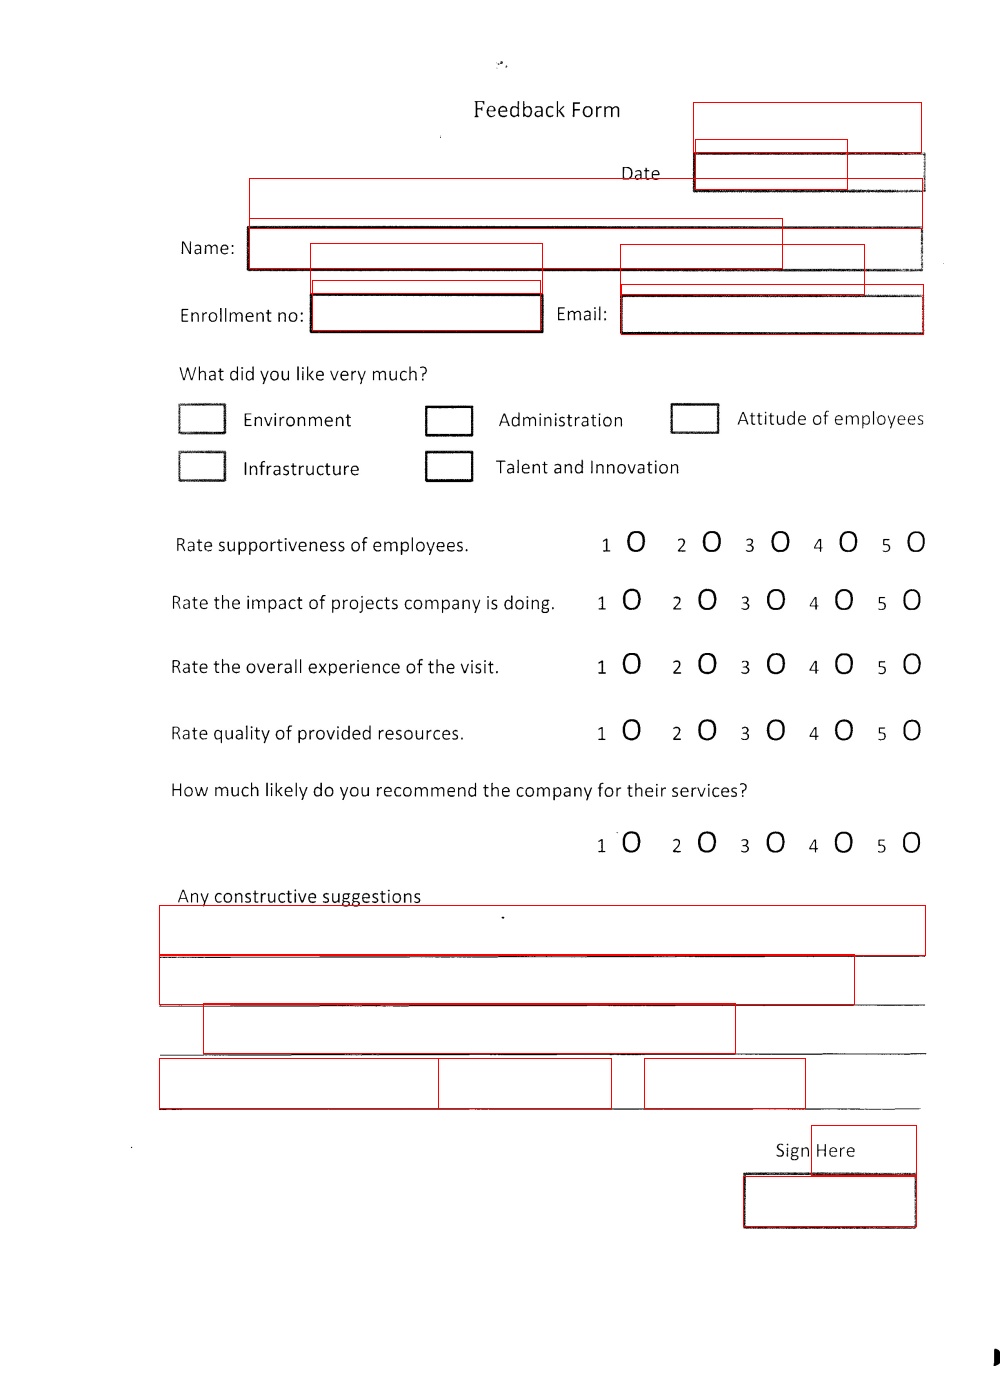 Feedback Form
Date
Name:
Enrollment no: Email:
What did you like very much?
Environment Administration Attitude of employees
Infrastructure Talent and Innovation
Rate supportiveness of employees. 1 O 2 O 3 O 4 O 5 O
Rate the impact of projects company is doing. 1 O 2 O 3 O 4 O 5 O
Rate the overall experience of the visit. 1 O 2 O 3 O 4 O 5 O
Rate quality of provided resources. 1 O 2 O 3 O 4 O 5 O
How much likely do you recommend the company for their services?
1 O 2 O 3 O 4 O 5 O
Any constructive suggestions
Sign Here